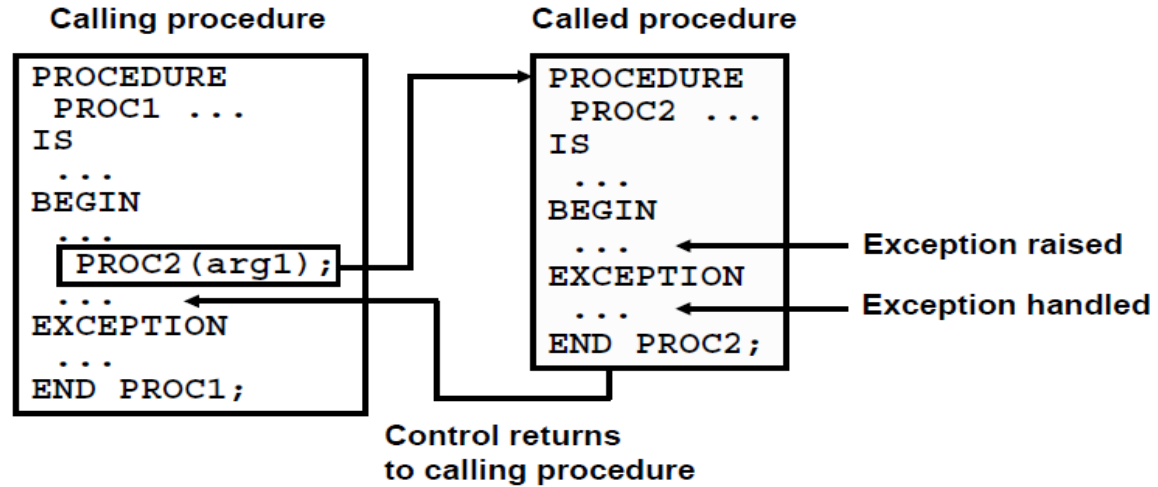 Calling procedure
PROCEDURE
PROC1 ...
IS
...
BEGIN
...
PROC2(arg1);
...
EXCEPTION
...
END PROC1;
Called procedure
PROCEDURE
PROC2 ...
IS
...
BEGIN
...
EXCEPTION
...
END PROC2;
Exception raised
Exception handled
Control returns
to calling procedure